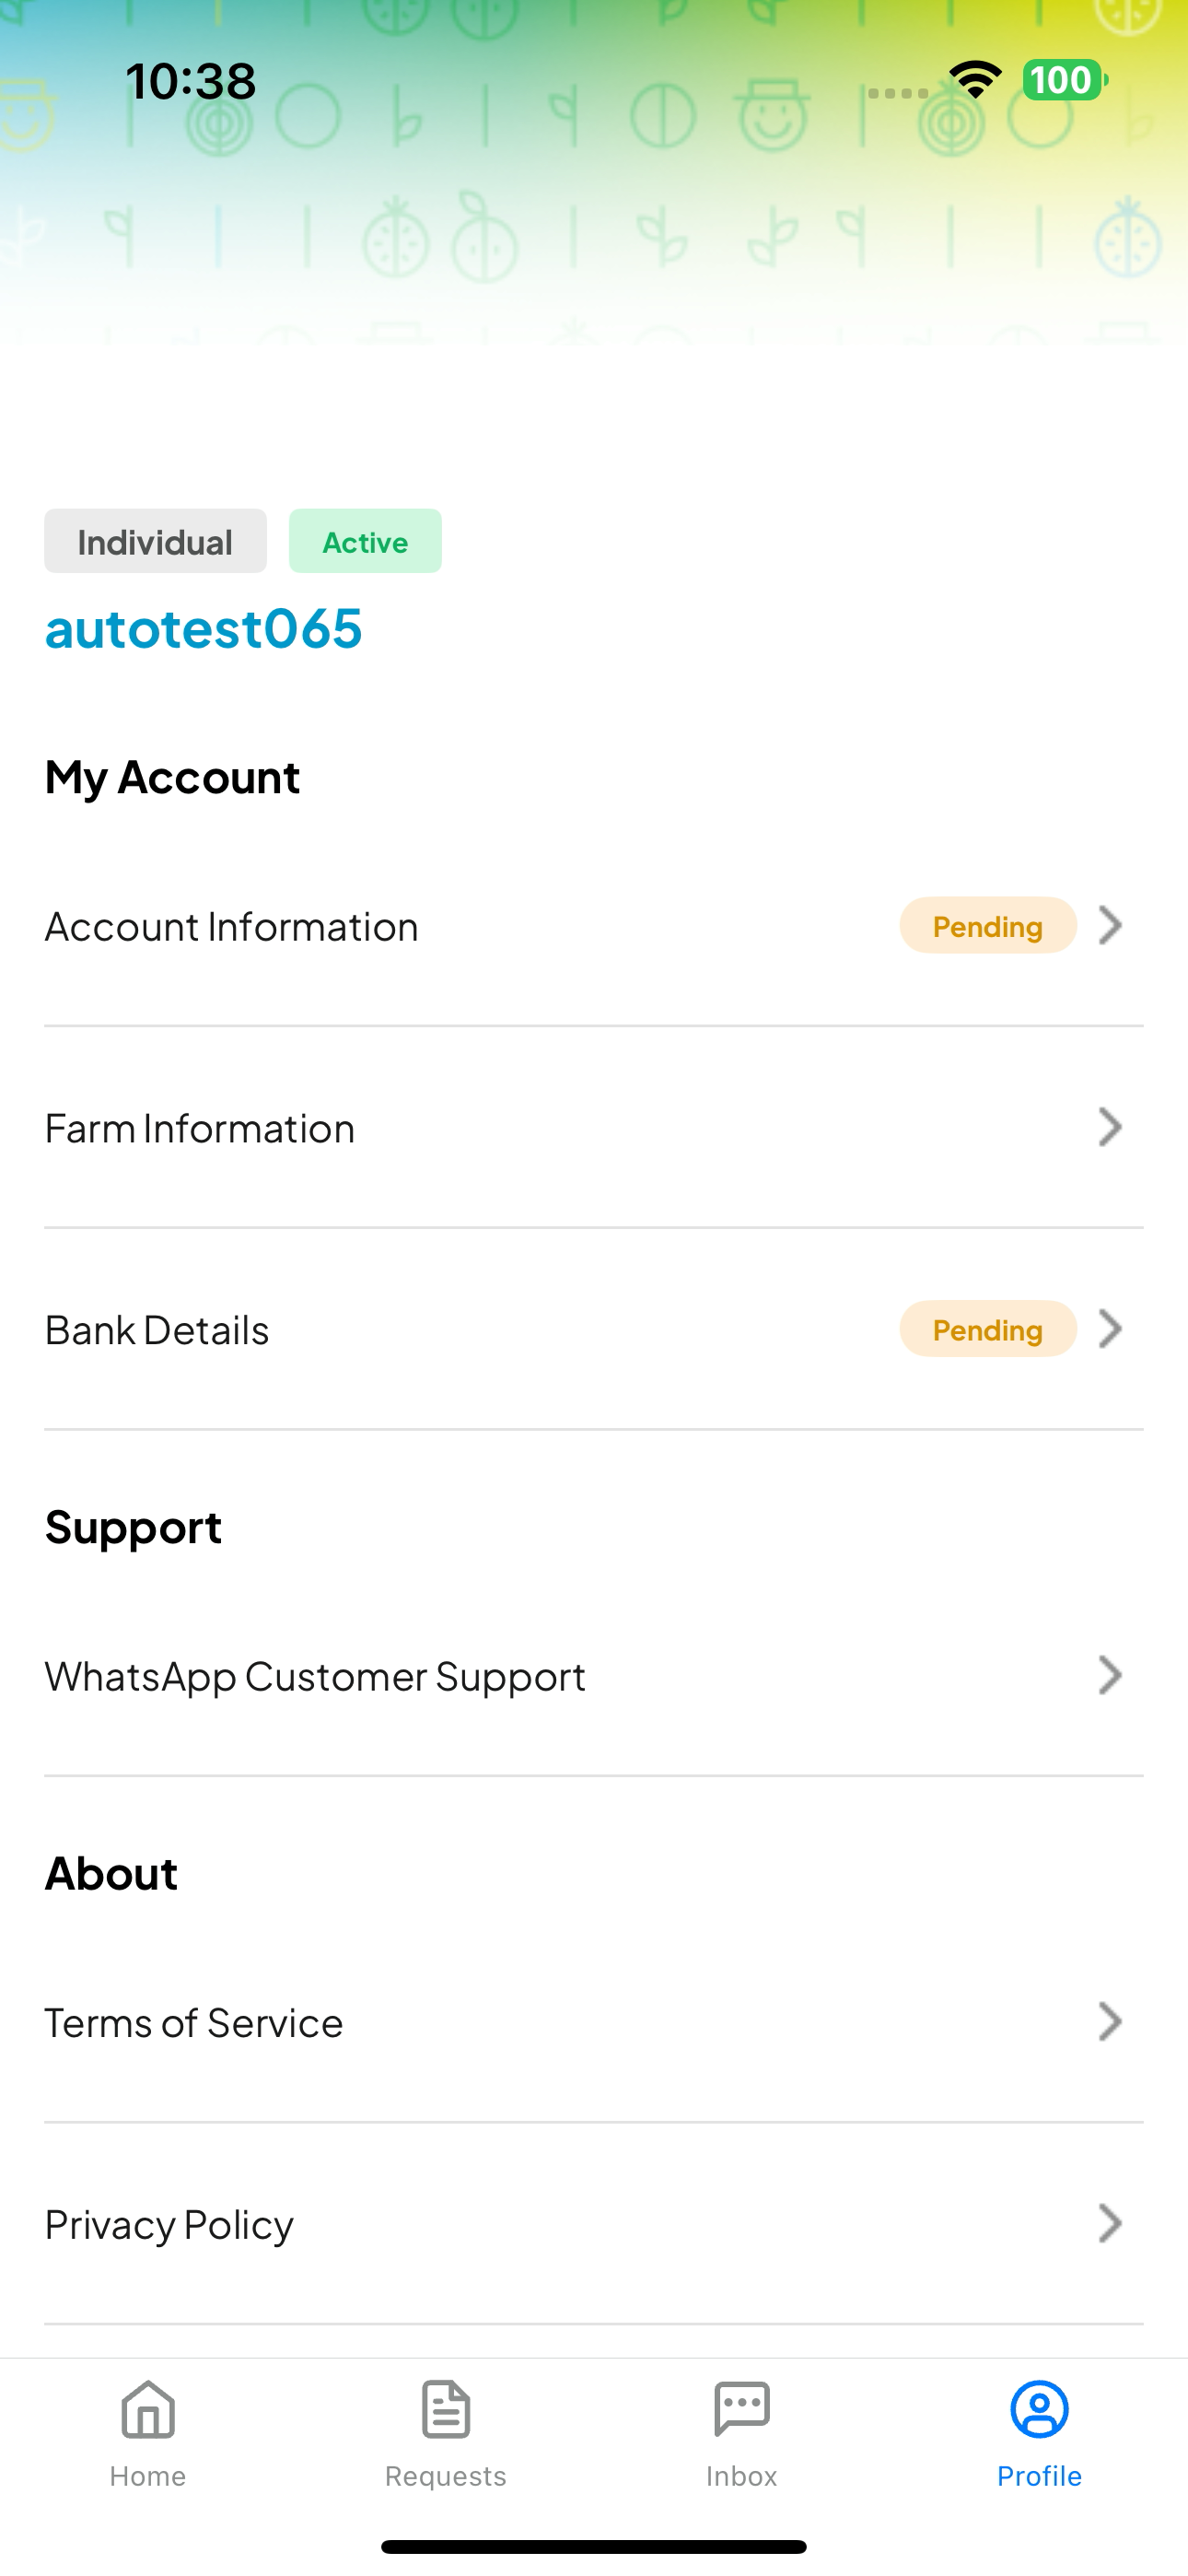 10:38
100
Individual
Active
autotest065
My Account
Account Information
Pending
Farm Information
Bank Details
Pending
Support
WhatsApp Customer Support
About
Terms of Service
Privacy Policy
Home
Requests
Inbox
Profile